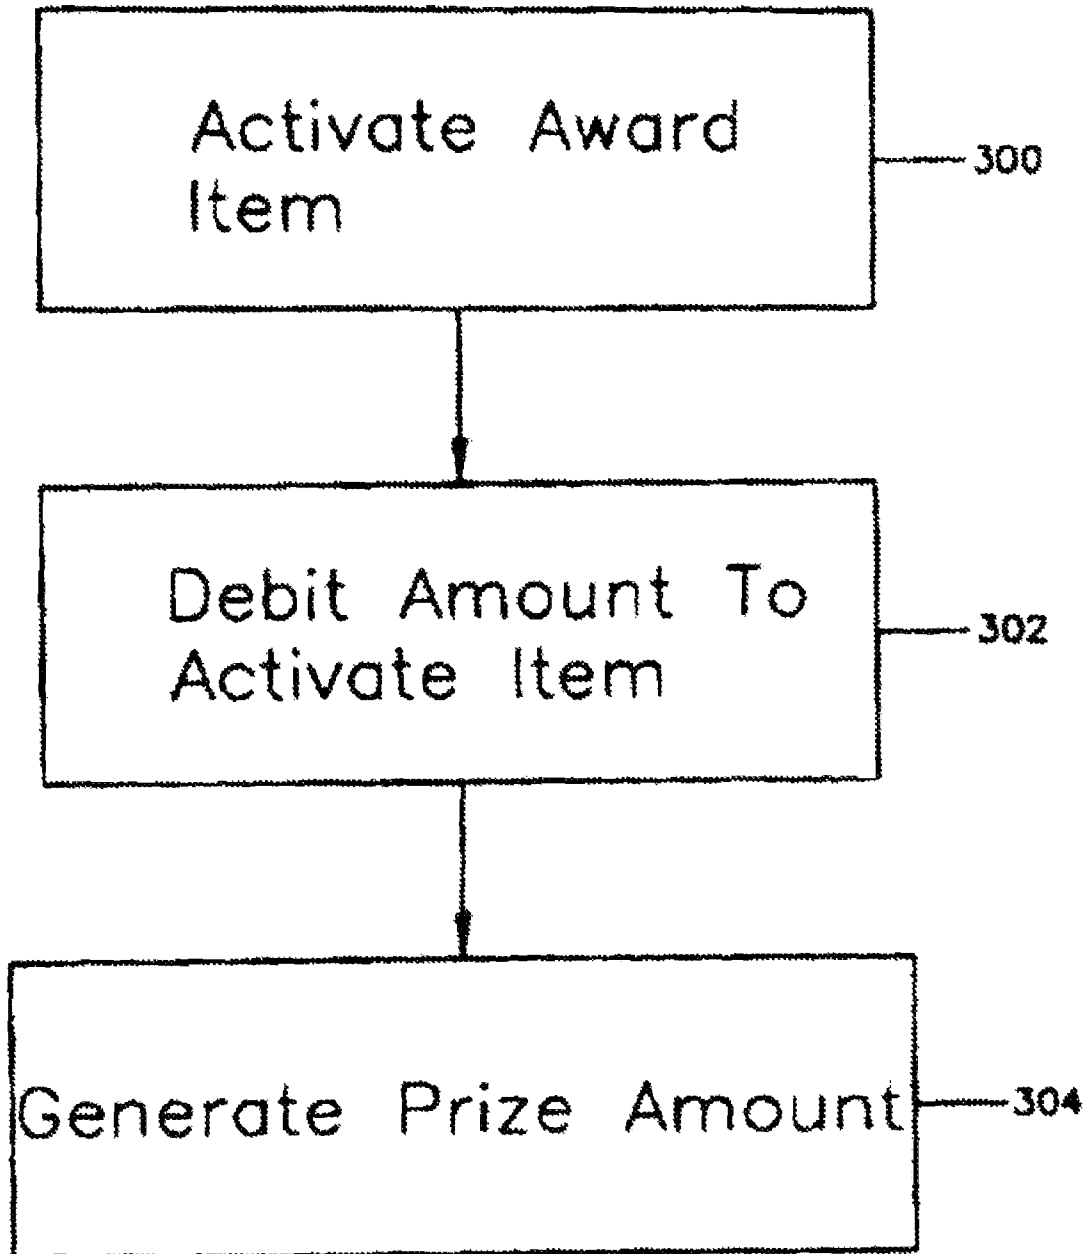 Activate Award
Item
300
Debit Amount To
Activate Item
302
Generate Prize Amount
304